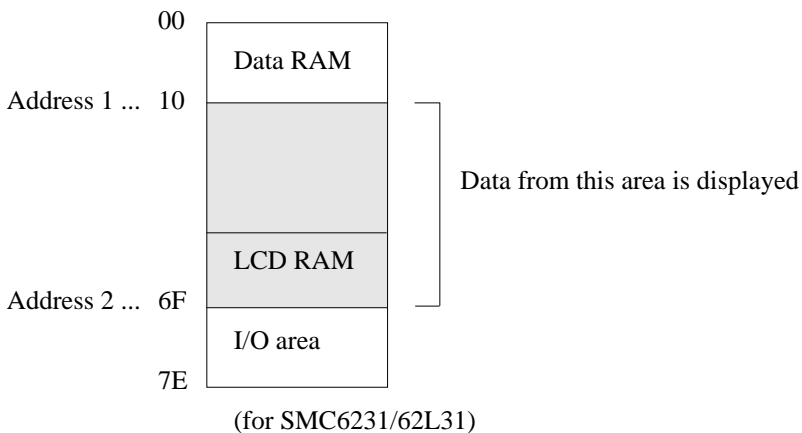 00
Data RAM
Address 1 ... 10
Data from this area is displayed
LCD RAM
Address 2 ... 6F
I/O area
7E
(for SMC6231/62L31)